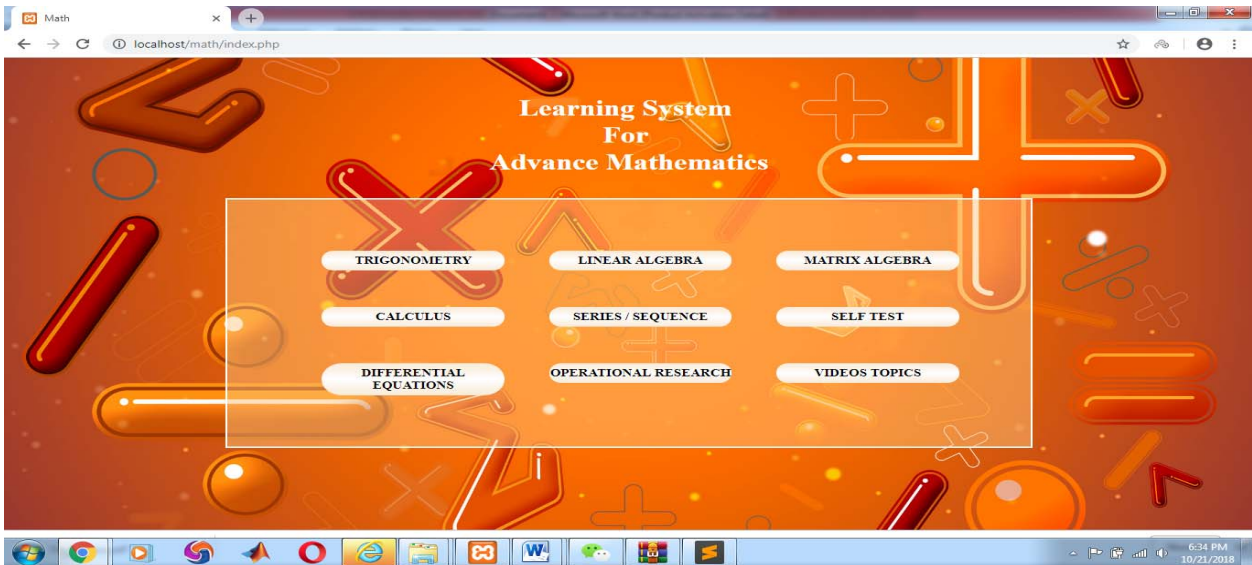 Math
localhost/math/index.php
Learning System
For
Advance Mathematics
TRIGONOMETRY
LINEAR ALGEBRA
MATRIX ALGEBRA
CALCULUS
SERIES / SEQUENCE
SELF TEST
DIFFERENTIAL
EQUATIONS
OPERATIONAL RESEARCH
VIDEOS TOPICS
6:34 PM
10/21/2018